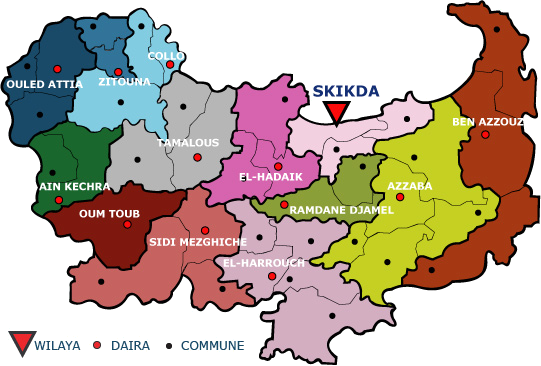 COLLO
OULED ATTIA
ZITOUNA
SKIKDA
BEN AZZOUZ
TAMALOUS
EL-HADAIK
AIN KECHRA
AZZABA
OUM TOUB
RAMDANE DJAMEL
SIDI MEZGHICHE
EL-HARROUCH
WILAYA DAIRA COMMUNE